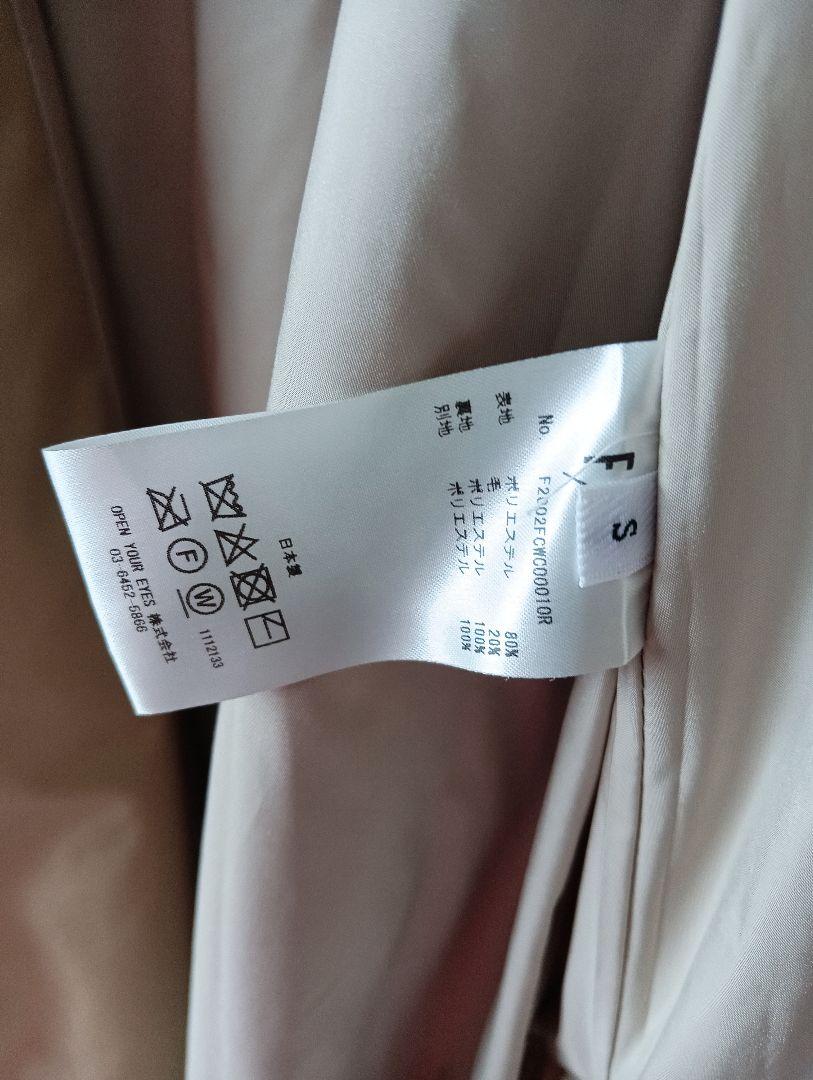 S
F
No. F2002FCWC00010R
表地 ポリエステル 80%
毛 20%
裏地 ポリエステル 100%
別地 ポリエステル 100%
日本製
1112133
F
W
OPEN YOUR EYES 株式会社
03-6452-5866